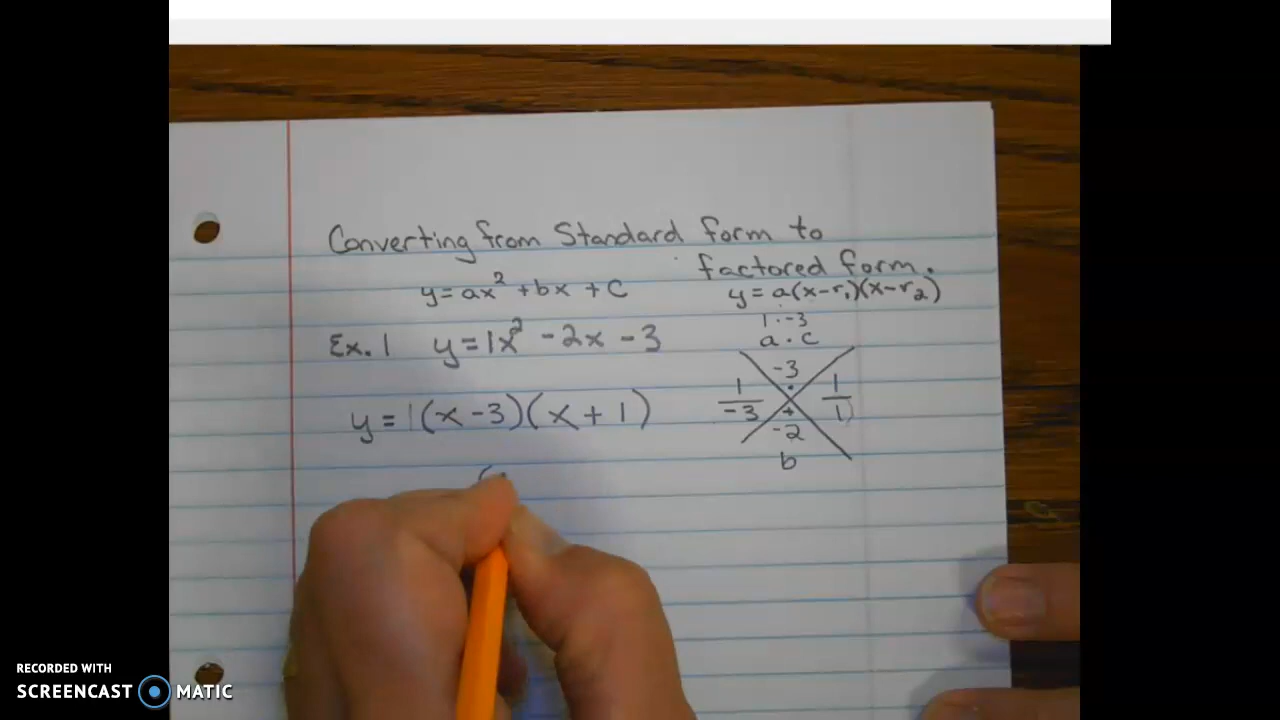 Converting from Standard form to
factored form.
y=ax²+bx+c
y=a(x-r₁)(x-r₂)
Ex. 1 y=1x²-2x-3
1·-3
a·c
-3
1 · 1
-3 + 1
-2
b
y=1(x-3)(x+1)
(
RECORDED WITH
SCREENCAST MATIC